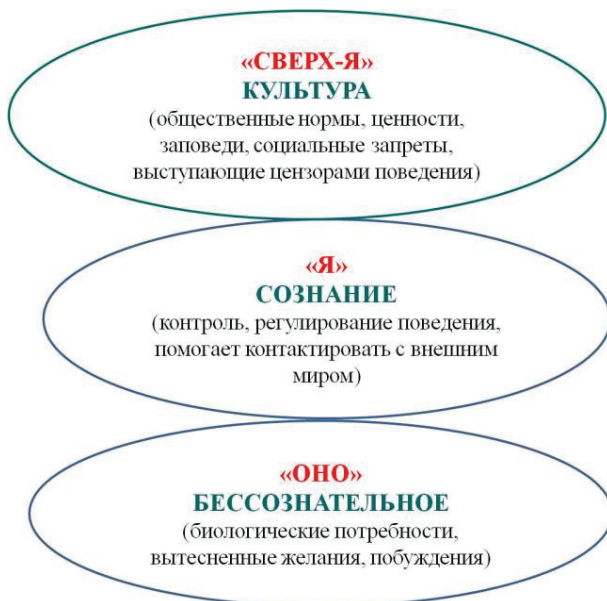 «СВЕРХ-Я»
КУЛЬТУРА
(общественные нормы, ценности,
заповеди, социальные запреты,
выступающие цензорами поведения)
«Я»
СОЗНАНИЕ
(контроль, регулирование поведения,
помогает контактировать с внешним
миром)
«ОНО»
БЕССОЗНАТЕЛЬНОЕ
(биологические потребности,
вытесненные желания, побуждения)